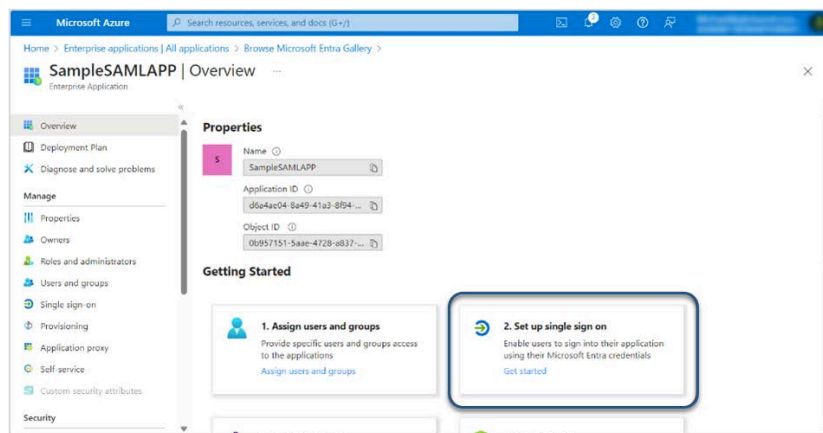 Microsoft Azure
Search resources, services, and docs (G+/)
2
Home > Enterprise applications | All applications > Browse Microsoft Entra Gallery >
SampleSAMLAPP | Overview ...
Enterprise Application
Overview
Deployment Plan
Diagnose and solve problems
Manage
Properties
Owners
Roles and administrators
Users and groups
Single sign-on
Provisioning
Application proxy
Self-service
Custom security attributes
Security
Properties
S
Name
SampleSAMLAPP
Application ID
d6a4ae04-8a49-41a3-8f94-...
Object ID
0b957151-5aae-4728-a837-...
Getting Started
1. Assign users and groups
Provide specific users and groups access
to the applications
Assign users and groups
2. Set up single sign on
Enable users to sign into their application
using their Microsoft Entra credentials
Get started